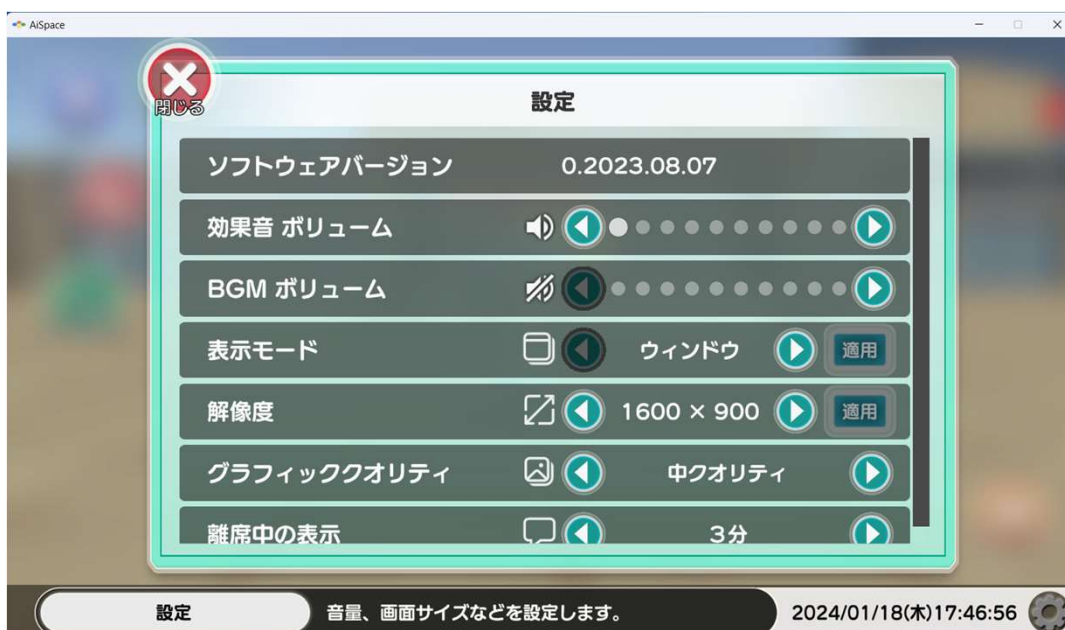 AiSpace
閉じる
設定
ソフトウェアバージョン 0.2023.08.07
効果音 ボリューム
BGM ボリューム
表示モード ウィンドウ 適用
解像度 1600 × 900 適用
グラフィッククオリティ 中クオリティ
離席中の表示 3分
設定 音量、画面サイズなどを設定します。 2024/01/18(木)17:46:56